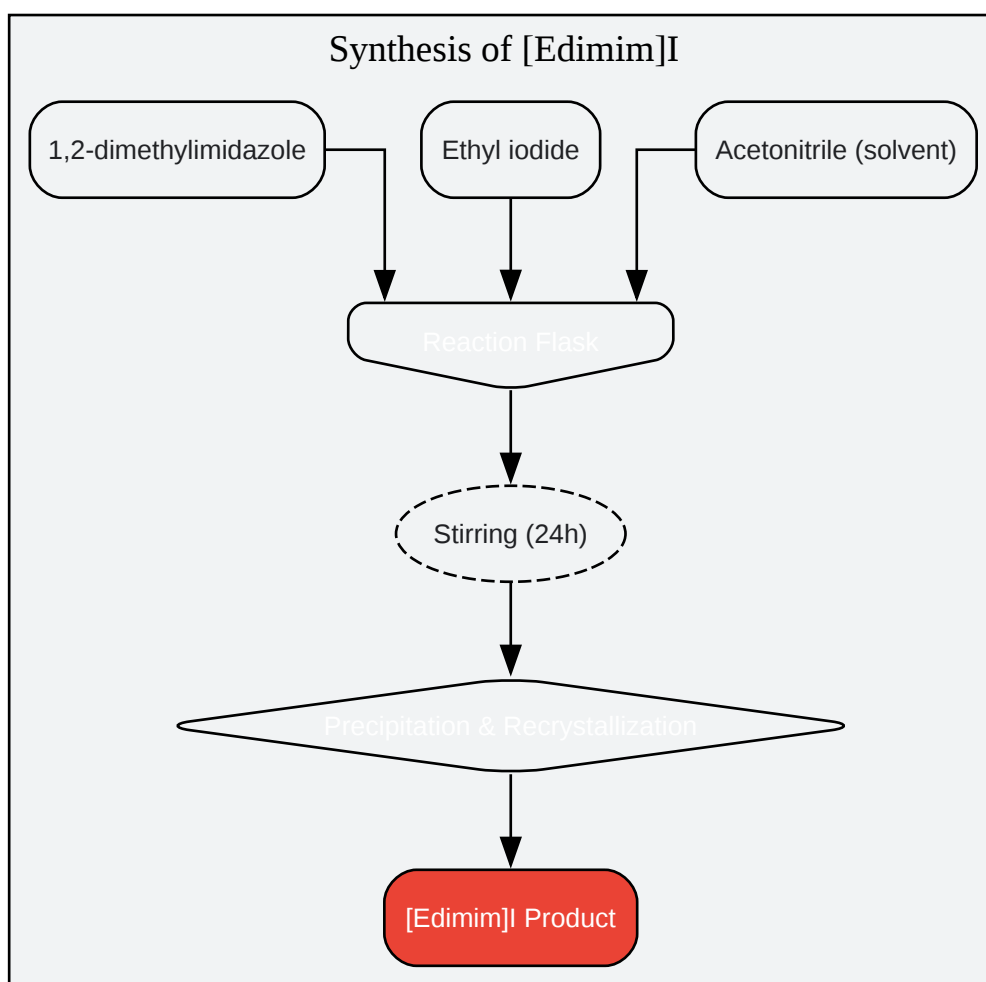 Synthesis of [Edimim]I
1,2-dimethylimidazole
Ethyl iodide
Acetonitrile (solvent)
Reaction Flask
Stirring (24h)
Precipitation & Recrystallization
[Edimim]I Product